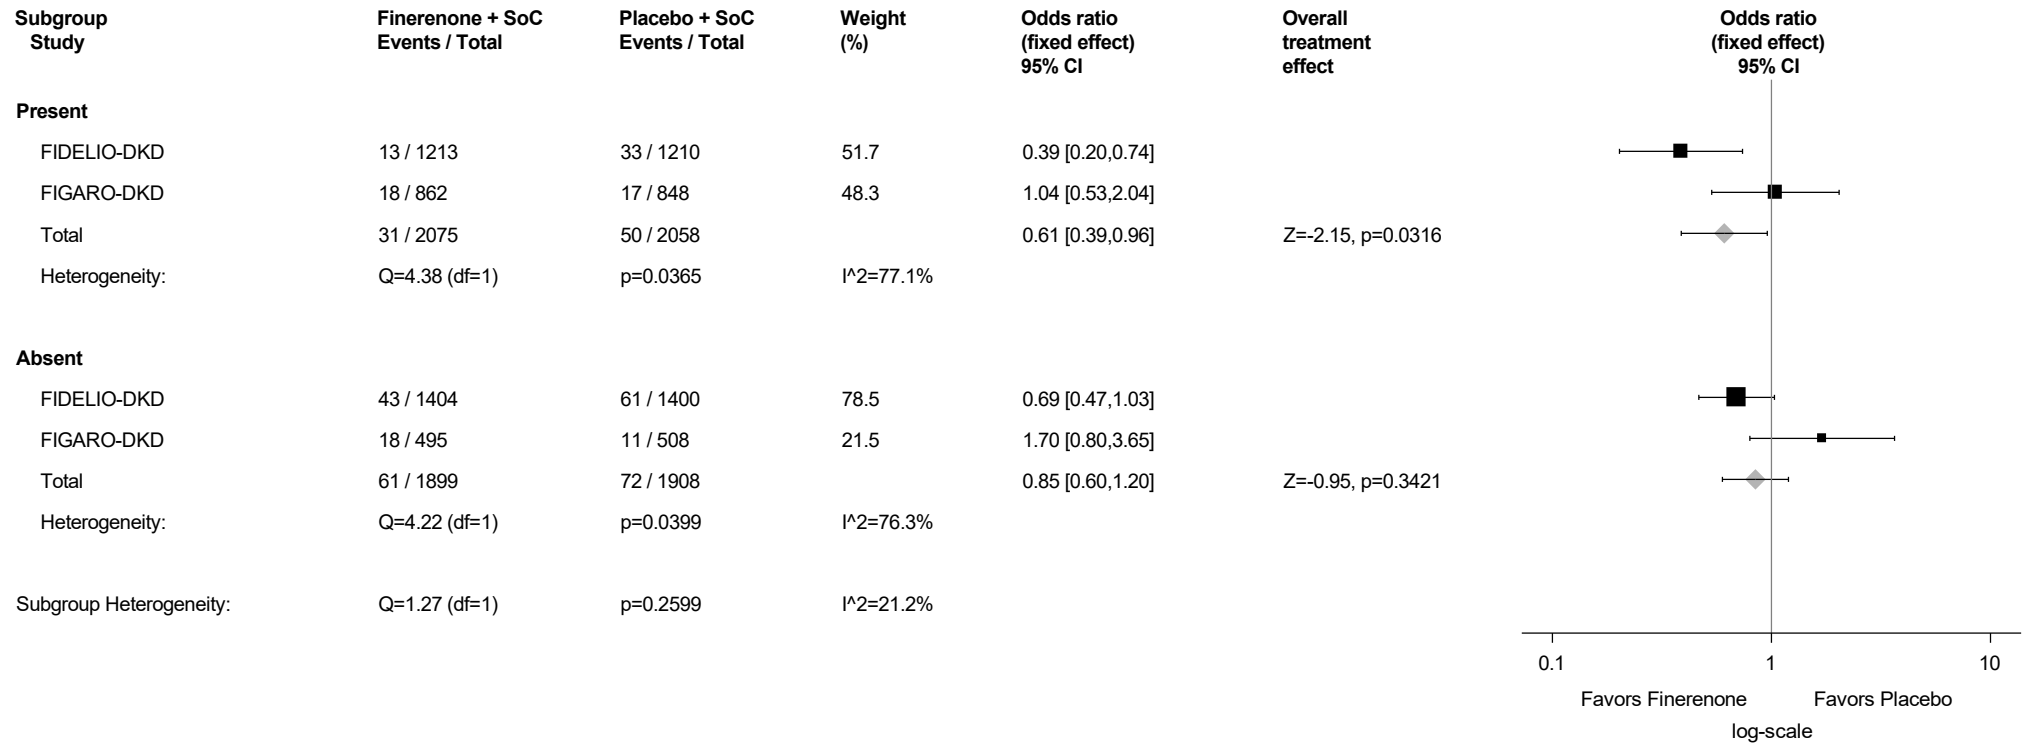 Subgroup Finerenone + SoC Placebo + SoC Weight Odds ratio Overall Odds ratio
Study Events / Total Events / Total (%) (fixed effect) treatment (fixed effect)
95% CI effect 95% CI
Present
FIDELIO-DKD 13 / 1213 33 / 1210 51.7 0.39 [0.20,0.74]
FIGARO-DKD 18 / 862 17 / 848 48.3 1.04 [0.53,2.04]
Total 31 / 2075 50 / 2058 0.61 [0.39,0.96] Z=-2.15, p=0.0316
Heterogeneity: Q=4.38 (df=1) p=0.0365 I^2=77.1%
Absent
FIDELIO-DKD 43 / 1404 61 / 1400 78.5 0.69 [0.47,1.03]
FIGARO-DKD 18 / 495 11 / 508 21.5 1.70 [0.80,3.65]
Total 61 / 1899 72 / 1908 0.85 [0.60,1.20] Z=-0.95, p=0.3421
Heterogeneity: Q=4.22 (df=1) p=0.0399 I^2=76.3%
Subgroup Heterogeneity: Q=1.27 (df=1) p=0.2599 I^2=21.2%
0.1 1 10
Favors Finerenone Favors Placebo
log-scale